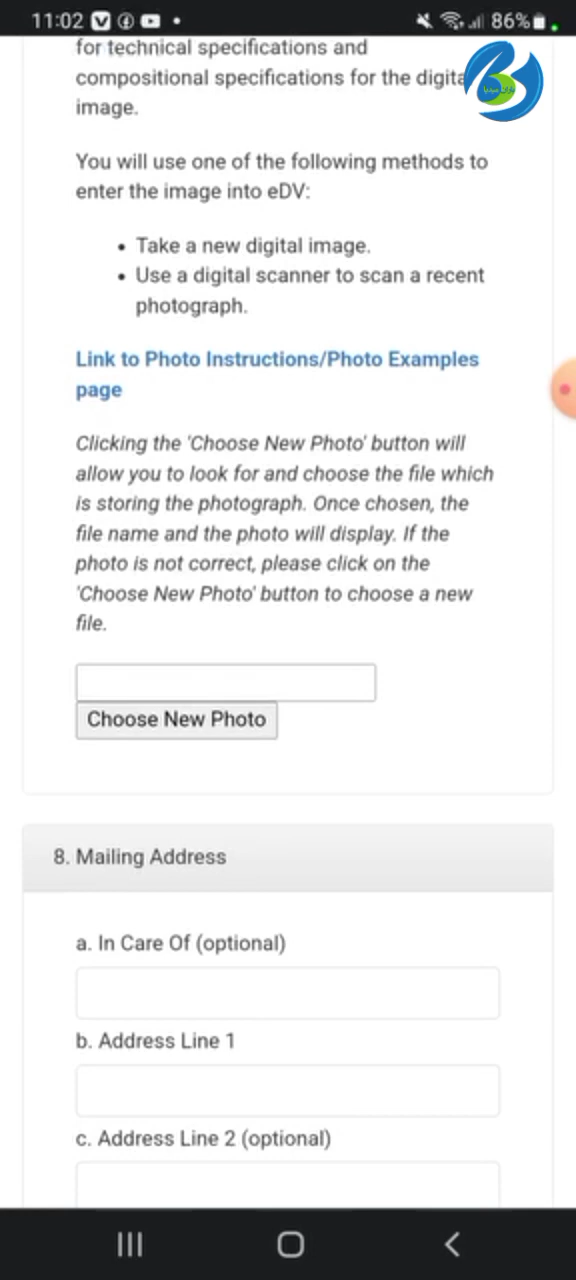 11:02 86%
for technical specifications and
compositional specifications for the digita
image.
You will use one of the following methods to
enter the image into eDV:
• Take a new digital image.
• Use a digital scanner to scan a recent
photograph.
Link to Photo Instructions/Photo Examples
page
Clicking the 'Choose New Photo' button will
allow you to look for and choose the file which
is storing the photograph. Once chosen, the
file name and the photo will display. If the
photo is not correct, please click on the
'Choose New Photo' button to choose a new
file.
Choose New Photo
8. Mailing Address
a. In Care Of (optional)
b. Address Line 1
c. Address Line 2 (optional)